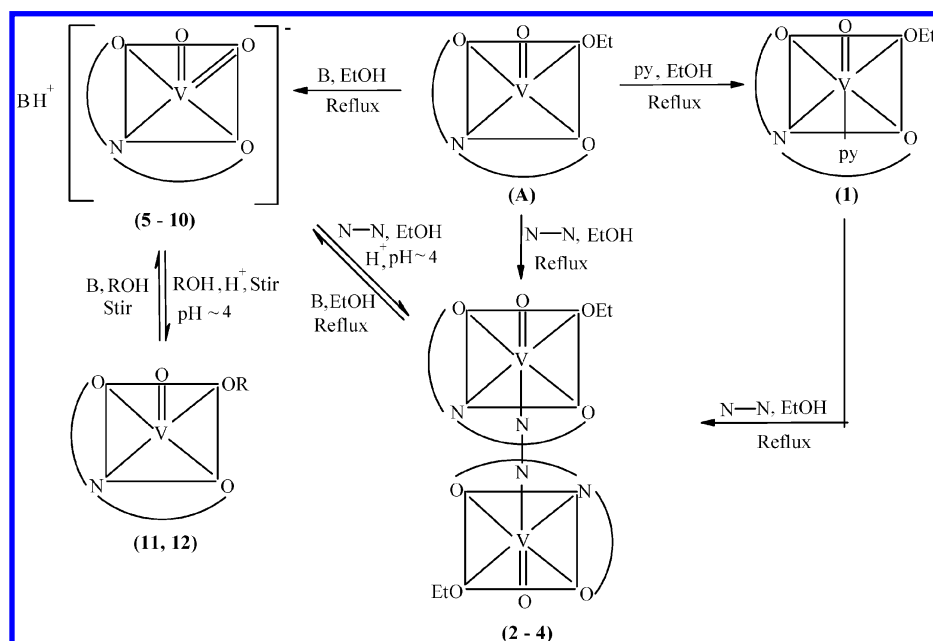 O
O
O
V
N
O
-
BH+
(5 - 10)
B, EtOH
Reflux
O
O
OEt
V
N
O
(A)
py, EtOH
Reflux
O
O
OEt
V
N
O
py
(1)
N—N, EtOH
H+, pH ~ 4
B,EtOH
Reflux
N—N, EtOH
Reflux
B, ROH
Stir
ROH, H+, Stir
pH ~ 4
O
O
OR
V
N
O
(11, 12)
O
O
OEt
V
N
O
N
N
O
N
V
EtO
O
O
(2 - 4)
N—N, EtOH
Reflux